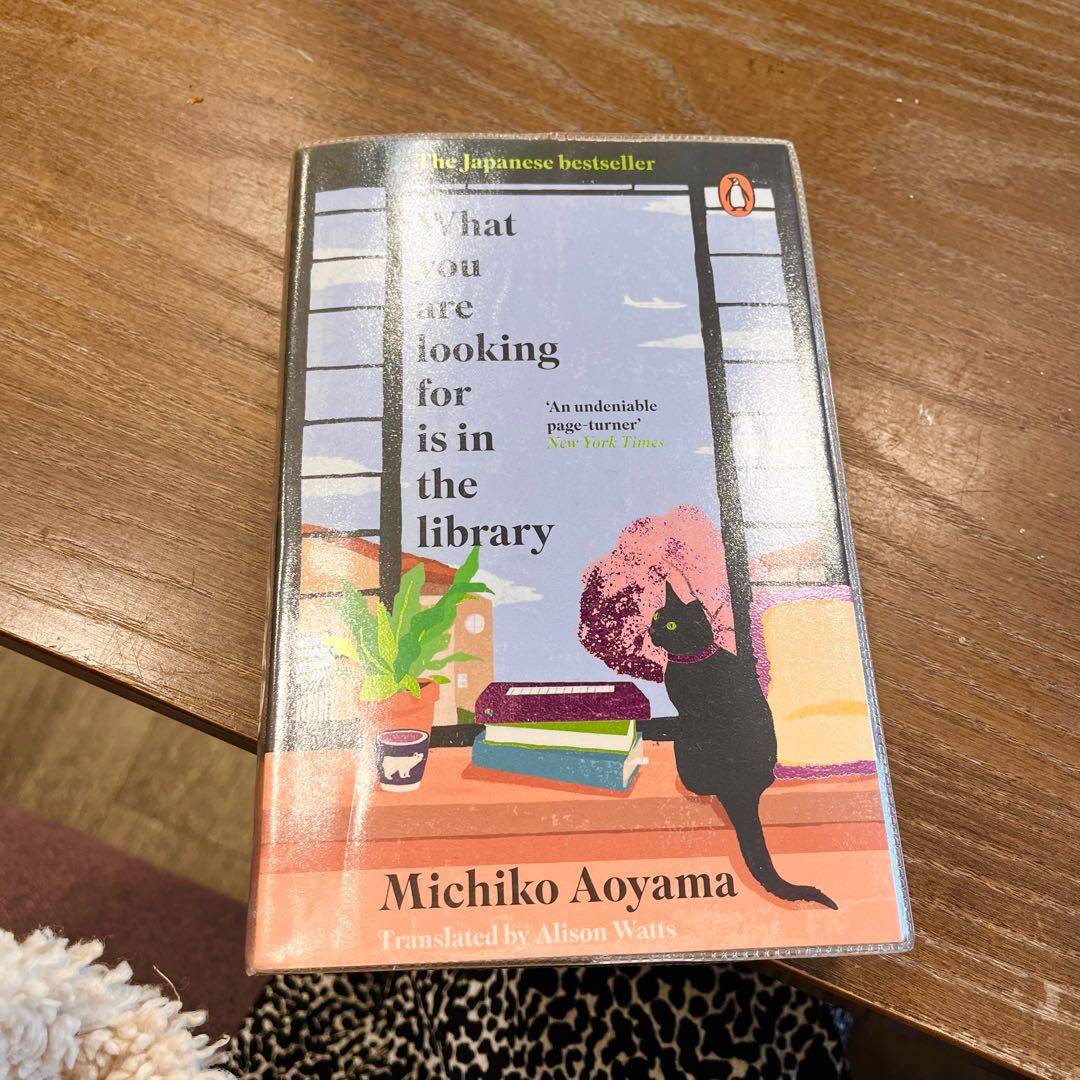 The Japanese bestseller
What
you
are
looking
for
is in
the
library
'An undeniable
page-turner'
New York Times
Michiko Aoyama
Translated by Alison Watts